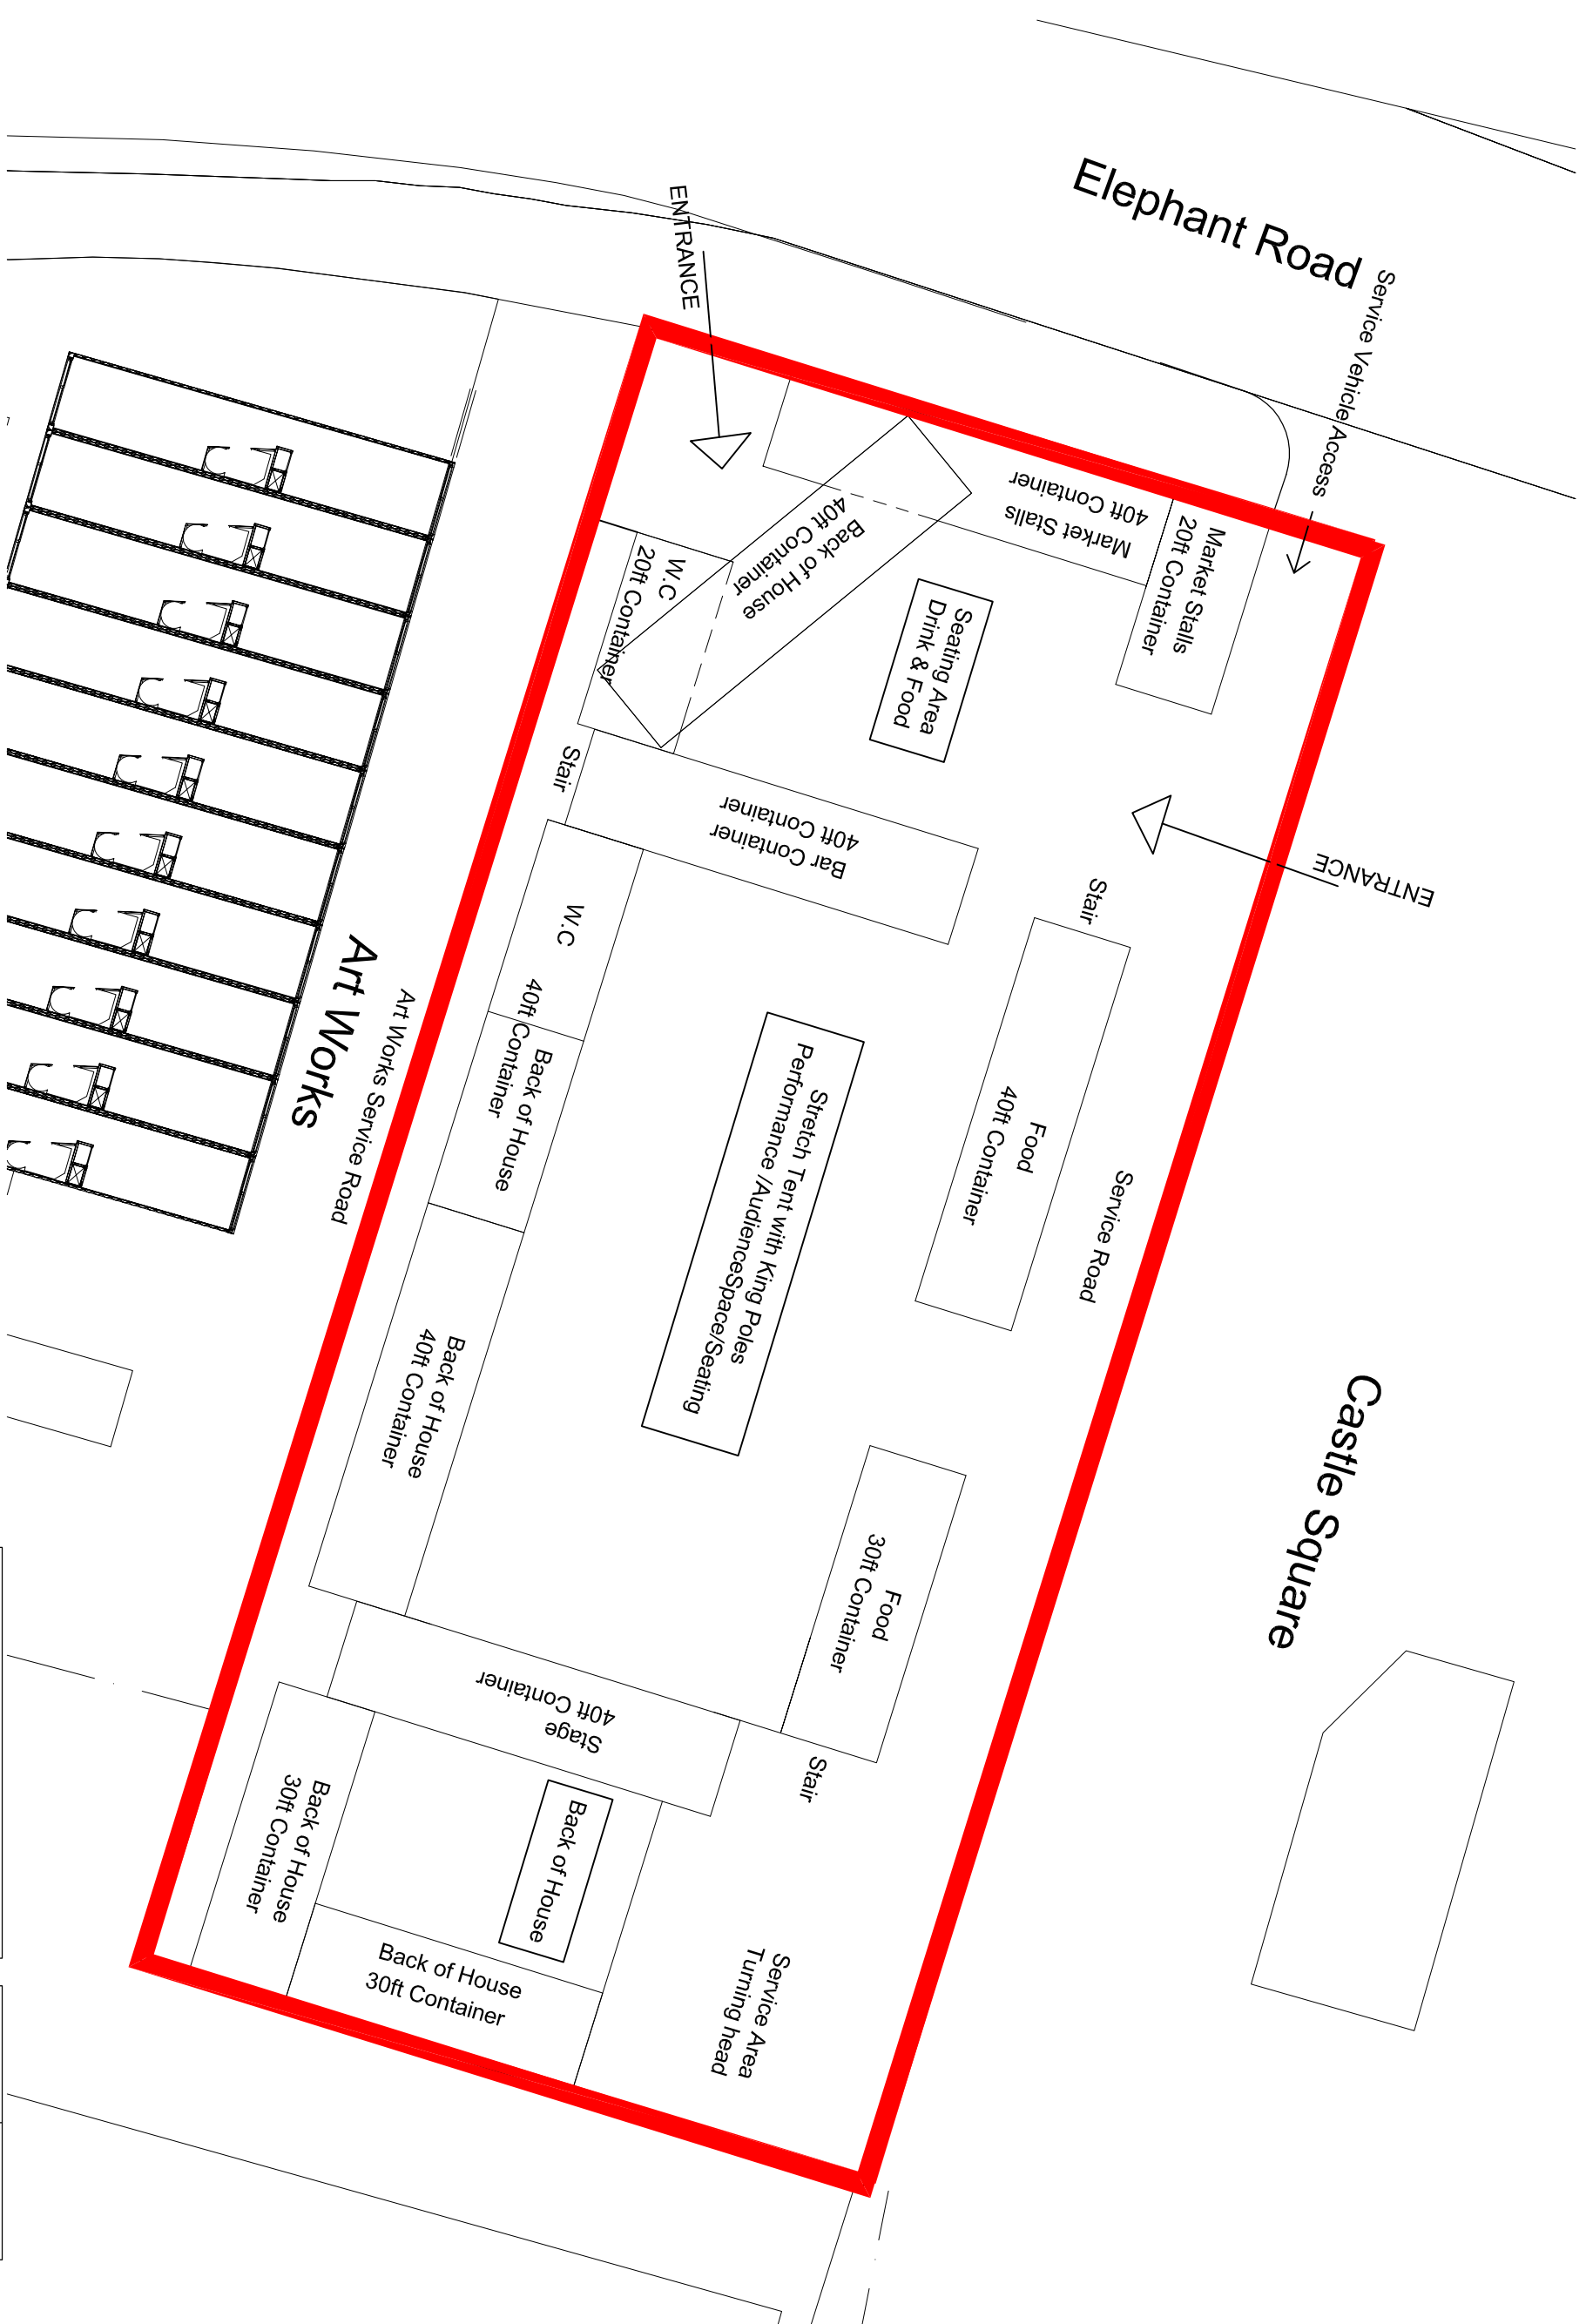 Elephant Road
ENTRANCE
Service Vehicle Access
Market Stalls
40ft Container
Market Stalls
20ft Container
Back of House
40ft Container
W.C
20ft Container
Seating Area
Drink & Food
Stair
Bar Container
40ft Container
ENTRANCE
Stair
W.C
40ft Container
Back of House
Art Works
Art Works Service Road
Stretch Tent with King Poles
Performance /AudienceSpace/Seating
Food
40ft Container
Service Road
Back of House
40ft Container
Castle Square
Food
30ft Container
Stage
40ft Container
Stair
Back of House
30ft Container
Back of House
Back of House
30ft Container
Service Area
Turning head